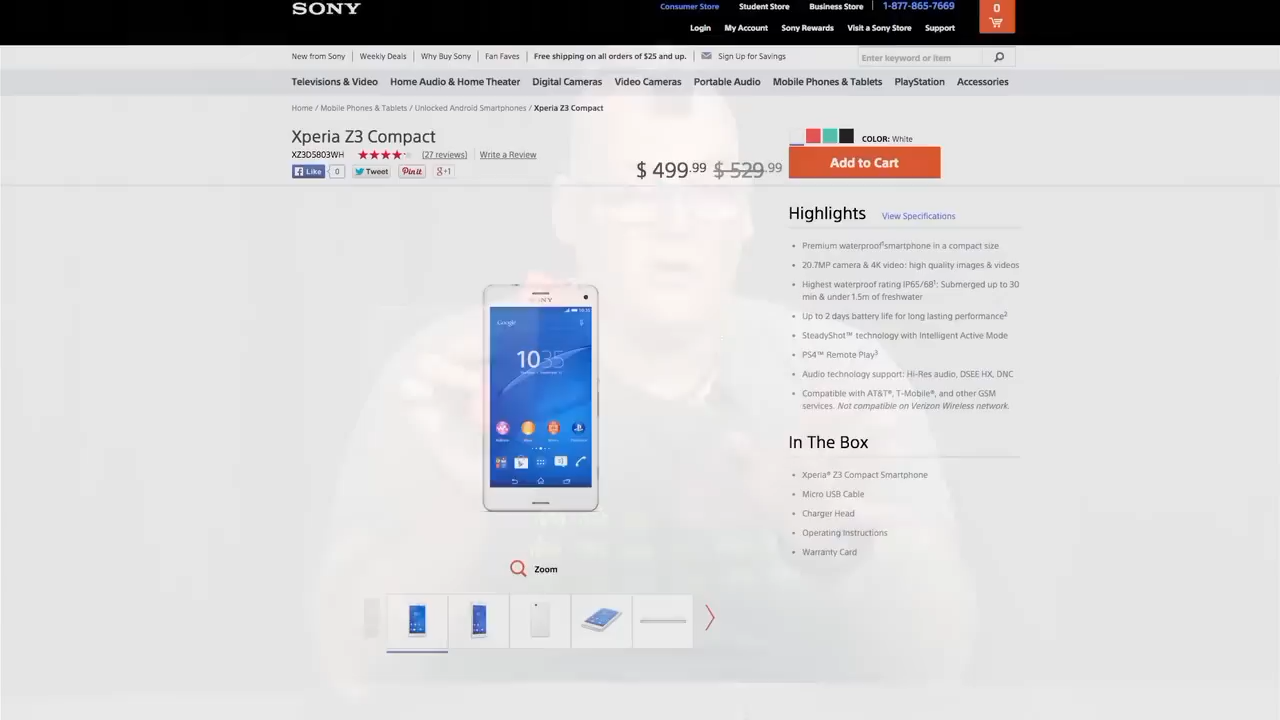 SONY
Consumer Store
Student Store
Business Store
1-877-865-7669
0
Login
My Account
Sony Rewards
Visit a Sony Store
Support
New from Sony
Weekly Deals
Why Buy Sony
Fan Faves
Free shipping on all orders of $25 and up.
Sign Up for Savings
Enter keyword or item
Televisions & Video
Home Audio & Home Theater
Digital Cameras
Video Cameras
Portable Audio
Mobile Phones & Tablets
PlayStation
Accessories
Home / Mobile Phones & Tablets / Unlocked Android Smartphones / Xperia Z3 Compact
Xperia Z3 Compact
XZ3D5803WH
(27 reviews)
Write a Review
Like
0
Tweet
Pin it
g+1
$ 499.99 $ 529.99
COLOR: White
Add to Cart
SONY
Google
10:35
Zoom
Highlights
View Specifications
Premium waterproof¹smartphone in a compact size
20.7MP camera & 4K video: high quality images & videos
Highest waterproof rating IP65/68¹: Submerged up to 30
min & under 1.5m of freshwater
Up to 2 days battery life for long lasting performance²
SteadyShot™ technology with Intelligent Active Mode
PS4™ Remote Play³
Audio technology support: Hi-Res audio, DSEE HX, DNC
Compatible with AT&T®, T-Mobile®, and other GSM
services. Not compatible on Verizon Wireless network.
In The Box
Xperia® Z3 Compact Smartphone
Micro USB Cable
Charger Head
Operating Instructions
Warranty Card